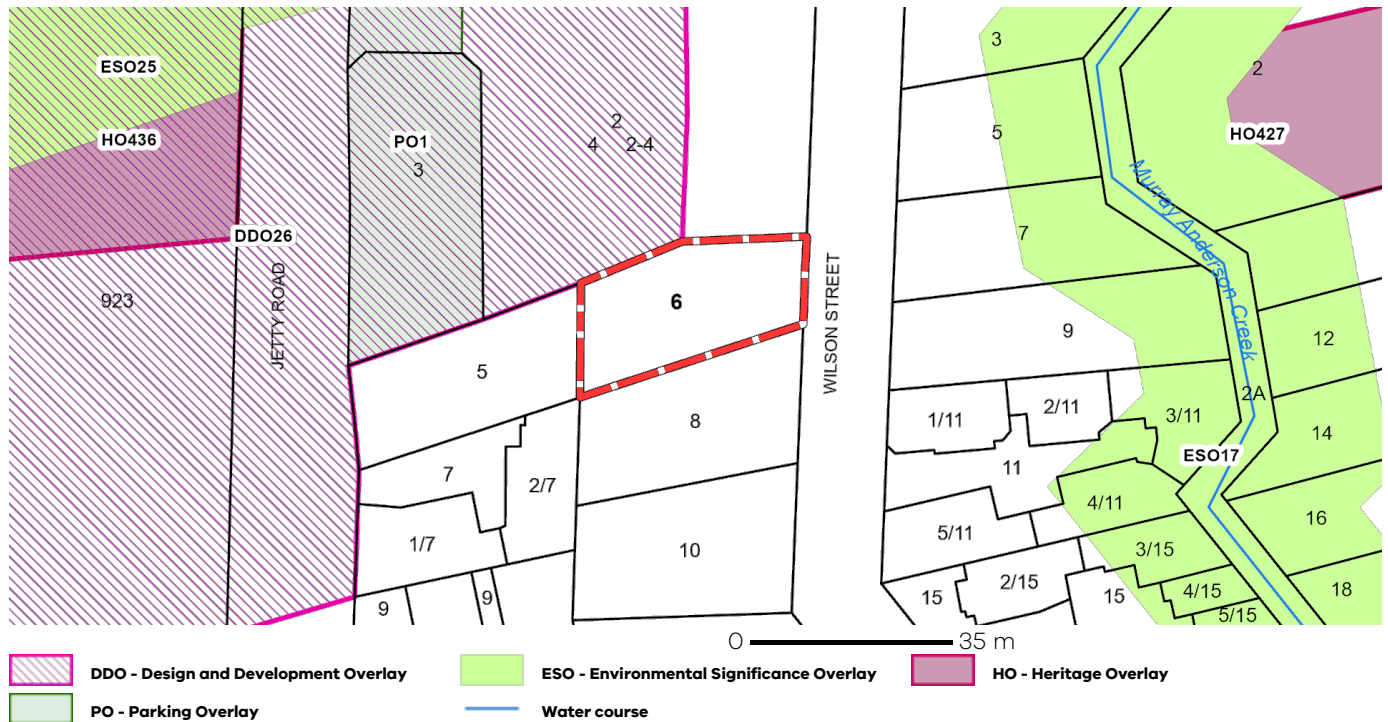 ESO25
HO436
DDO26
923
JETTY ROAD
PO1
3
2
4 2-4
6
WILSON STREET
5
7
2/7
1/7
9
9
8
10
3
5
7
9
2
HO427
Murray Anderson Creek
12
2A
14
1/11
2/11
3/11
11
ESO17
4/11
5/11
16
3/15
2/15
15
15
4/15
5/15
18
0 35 m
DDO - Design and Development Overlay
ESO - Environmental Significance Overlay
HO - Heritage Overlay
PO - Parking Overlay
Water course